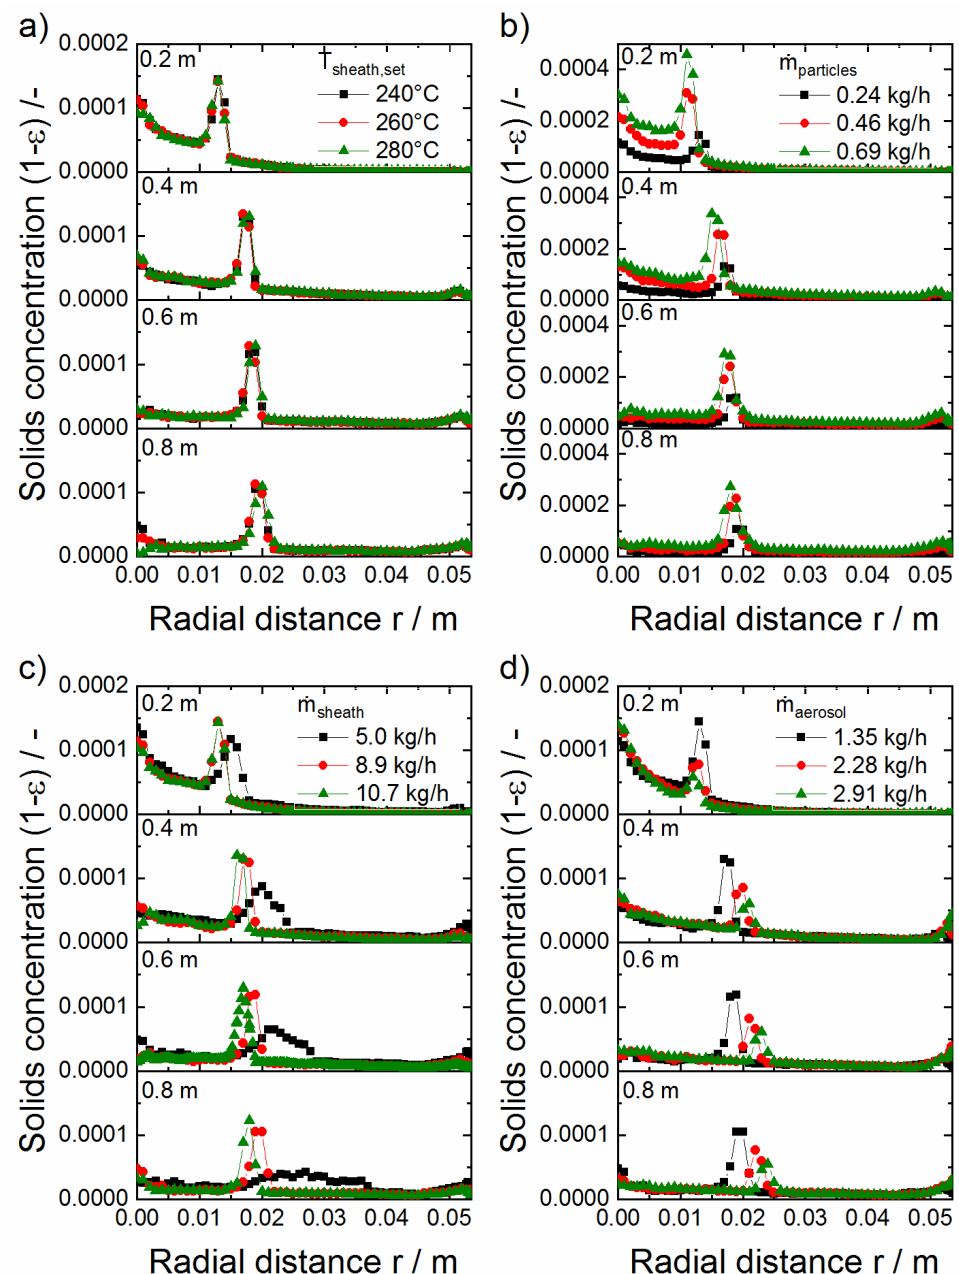 a)
Solids concentration (1-ε) /-
0.0002
0.0001
0.0000
0.0001
0.0000
0.0001
0.0000
0.0001
0.0000
0.2 m
T sheath,set
240°C
260°C
280°C
0.4 m
0.6 m
0.8 m
0.00 0.01 0.02 0.03 0.04 0.05
Radial distance r / m
b)
Solids concentration (1-ε) /-
0.0004
0.0002
0.0000
0.0004
0.0002
0.0000
0.0004
0.0002
0.0000
0.0004
0.0002
0.0000
0.2 m
ṁ particles
0.24 kg/h
0.46 kg/h
0.69 kg/h
0.4 m
0.6 m
0.8 m
0.00 0.01 0.02 0.03 0.04 0.05
Radial distance r / m
c)
Solids concentration (1-ε) /-
0.0002
0.0001
0.0000
0.0001
0.0000
0.0001
0.0000
0.0001
0.0000
0.2 m
ṁ sheath
5.0 kg/h
8.9 kg/h
10.7 kg/h
0.4 m
0.6 m
0.8 m
0.00 0.01 0.02 0.03 0.04 0.05
Radial distance r / m
d)
Solids concentration (1-ε) /-
0.0002
0.0001
0.0000
0.0001
0.0000
0.0001
0.0000
0.0001
0.0000
0.2 m
ṁ aerosol
1.35 kg/h
2.28 kg/h
2.91 kg/h
0.4 m
0.6 m
0.8 m
0.00 0.01 0.02 0.03 0.04 0.05
Radial distance r / m